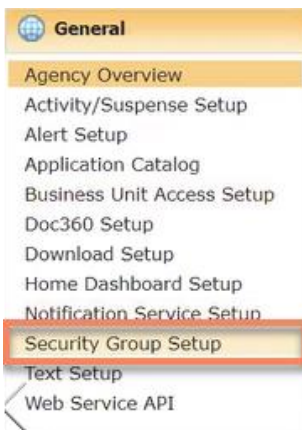 General
Agency Overview
Activity/Suspense Setup
Alert Setup
Application Catalog
Business Unit Access Setup
Doc360 Setup
Download Setup
Home Dashboard Setup
Notification Service Setup
Security Group Setup
Text Setup
Web Service API